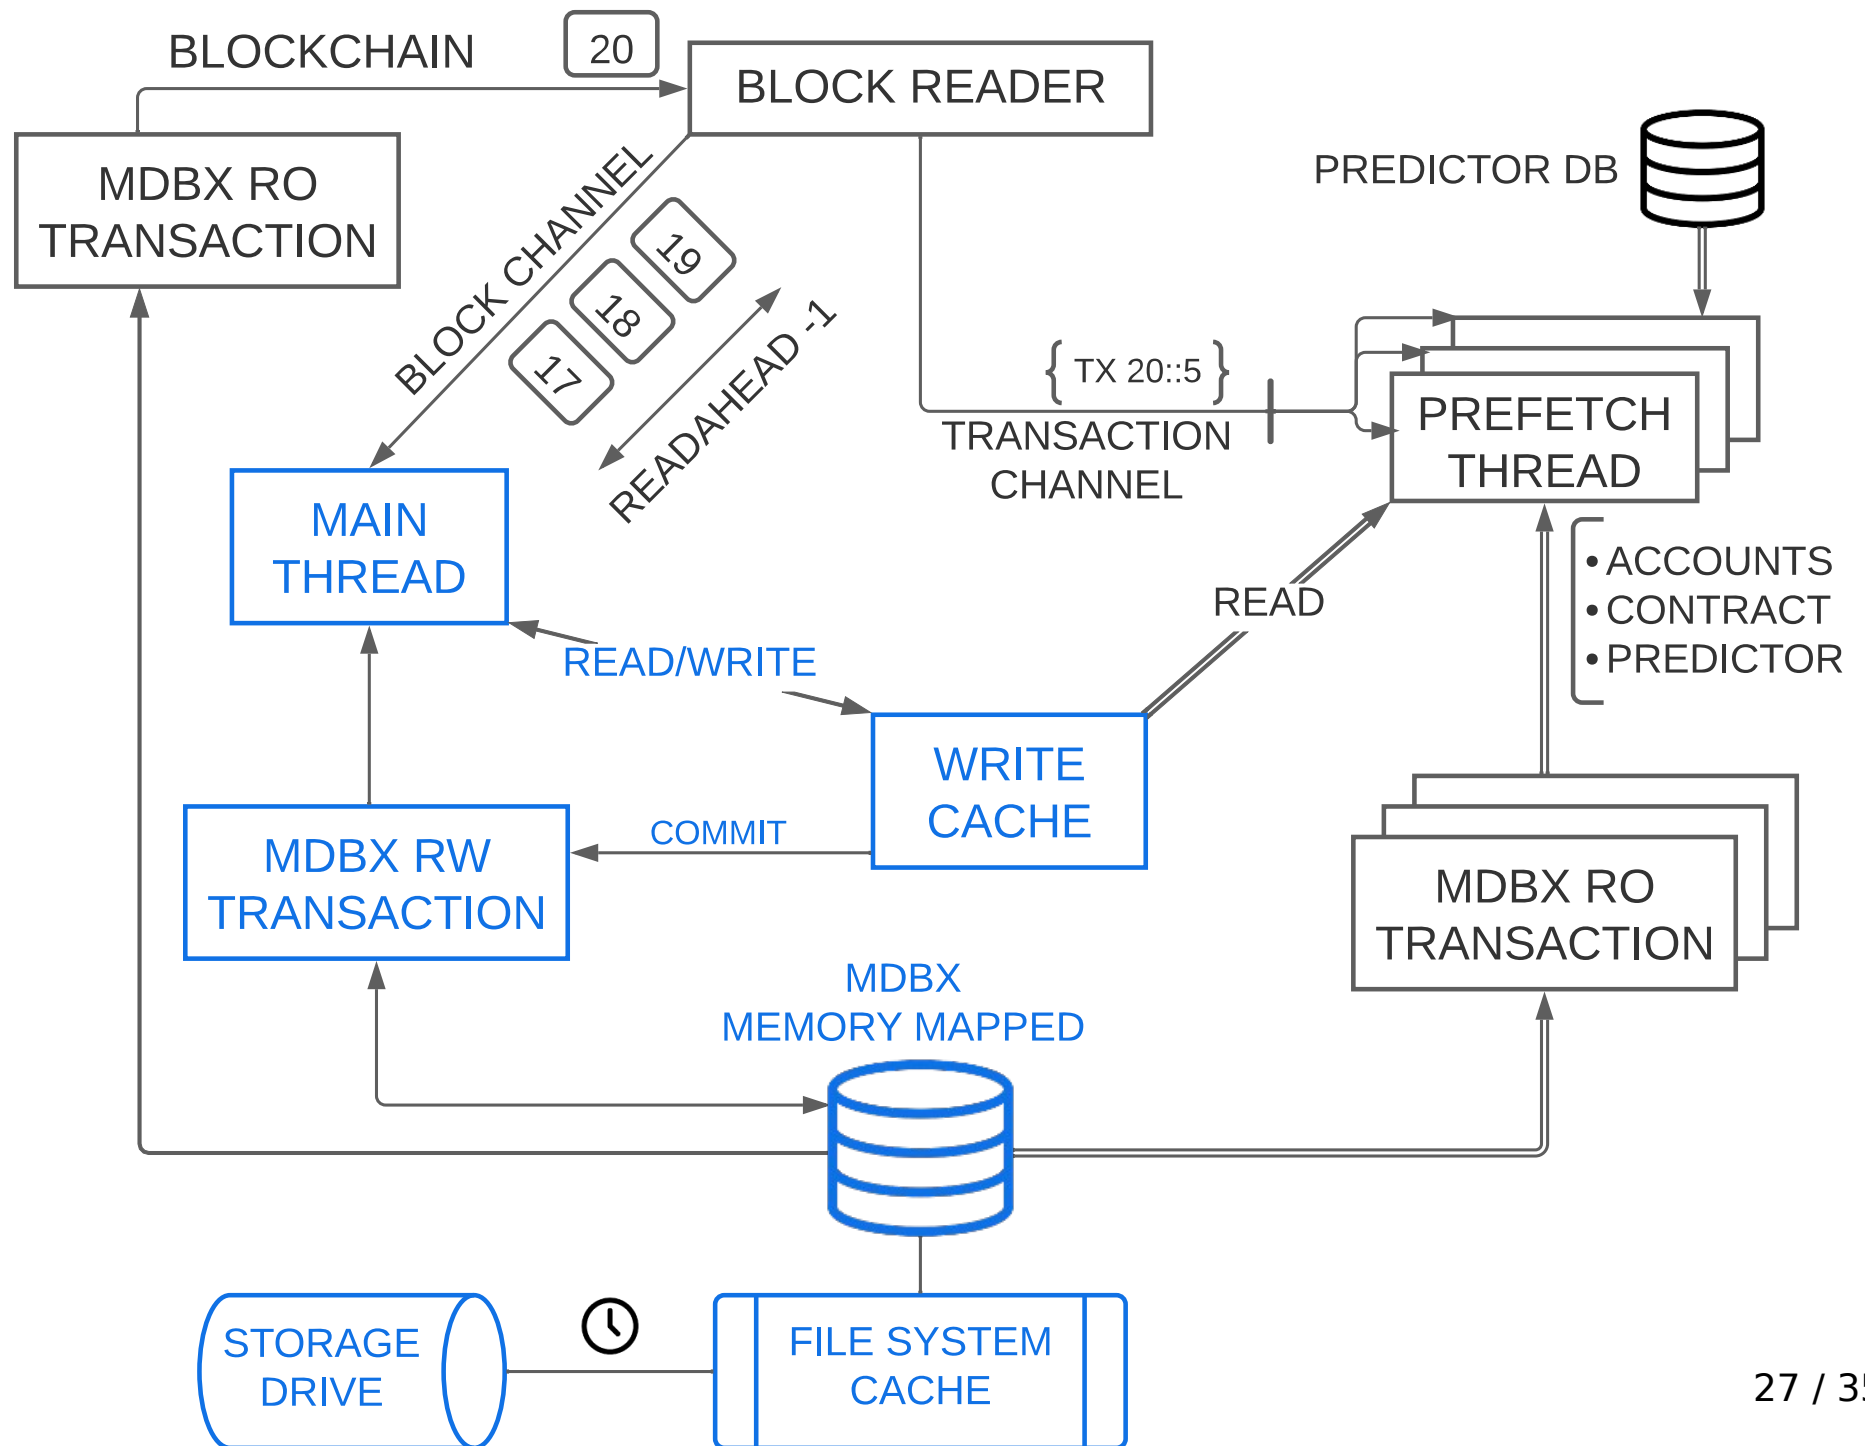 BLOCKCHAIN
20
BLOCK READER
MDBX RO
TRANSACTION
BLOCK CHANNEL
19
18
17
READAHEAD -1
PREDICTOR DB
{ TX 20::5 }
TRANSACTION
CHANNEL
PREFETCH
THREAD
MAIN
THREAD
READ
• ACCOUNTS
• CONTRACT
• PREDICTOR
READ/WRITE
WRITE
CACHE
COMMIT
MDBX RW
TRANSACTION
MDBX RO
TRANSACTION
MDBX
MEMORY MAPPED
STORAGE
DRIVE
FILE SYSTEM
CACHE
27 / 35